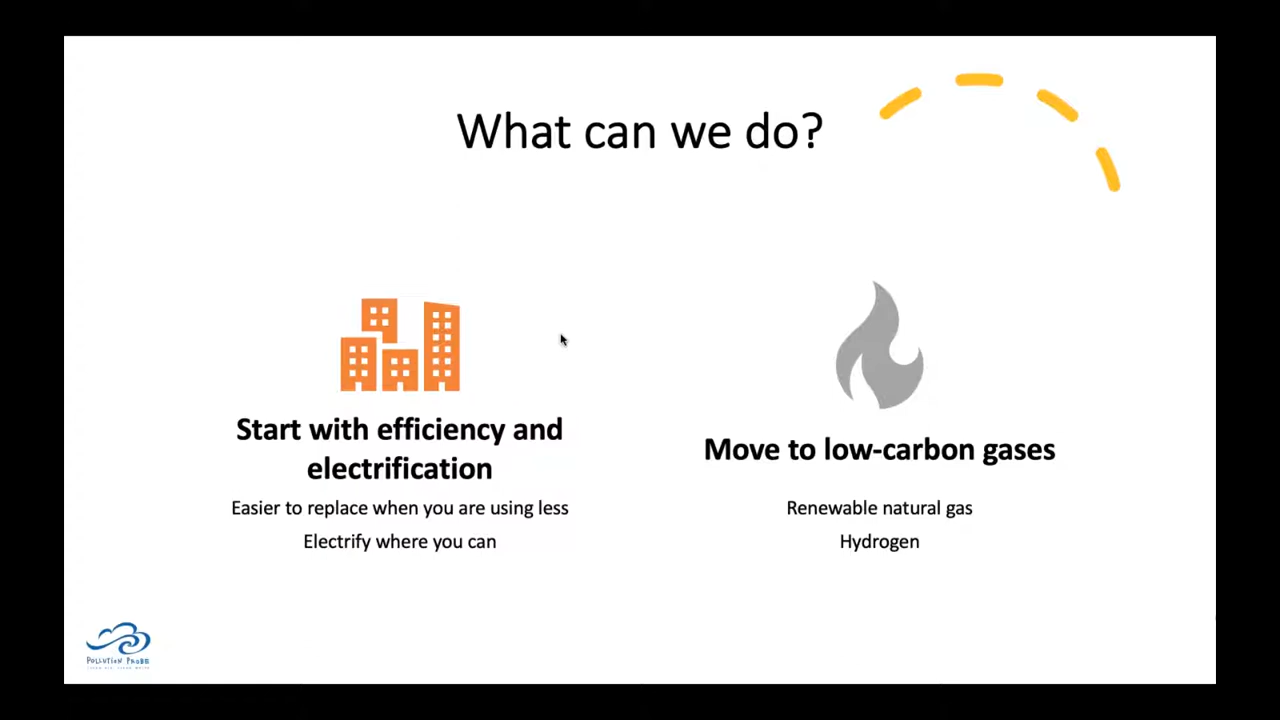 What can we do?
Start with efficiency and
electrification
Easier to replace when you are using less
Electrify where you can
Move to low-carbon gases
Renewable natural gas
Hydrogen
POLLUTION PROBE